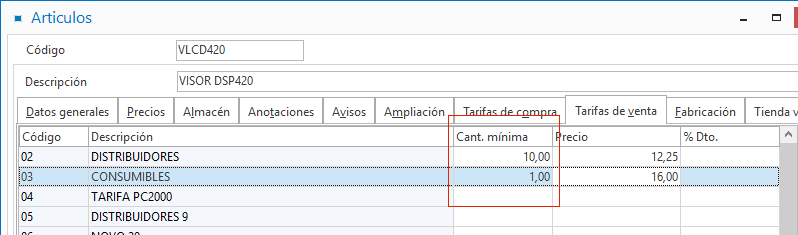 Articulos
Código VLCD420
Descripción VISOR DSP420
Datos generales Precios Almacén Anotaciones Avisos Ampliación Tarifas de compra Tarifas de venta Fabricación Tienda v
Código Descripción Cant. mínima Precio % Dto.
02 DISTRIBUIDORES 10,00 12,25
03 CONSUMIBLES 1,00 16,00
04 TARIFA PC2000
05 DISTRIBUIDORES 9
06 NOVO 20